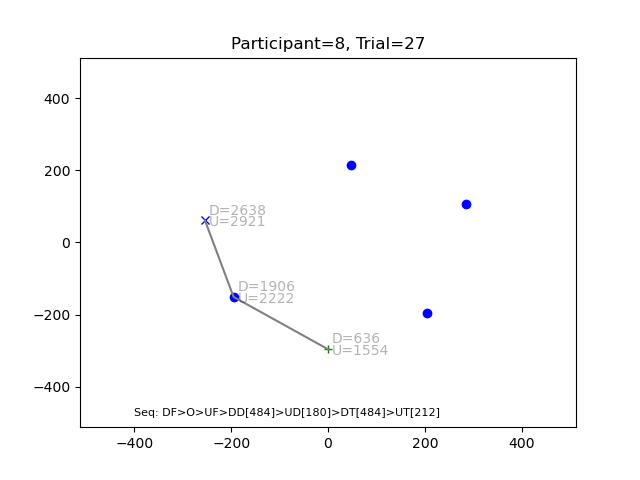 Participant=8, Trial=27
400
200
0
−200
−400
D=2638
U=2921
D=1906
U=2222
D=636
U=1554
Seq: DF>O>UF>DD[484]>UD[180]>DT[484]>UT[212]
−400 −200 0 200 400